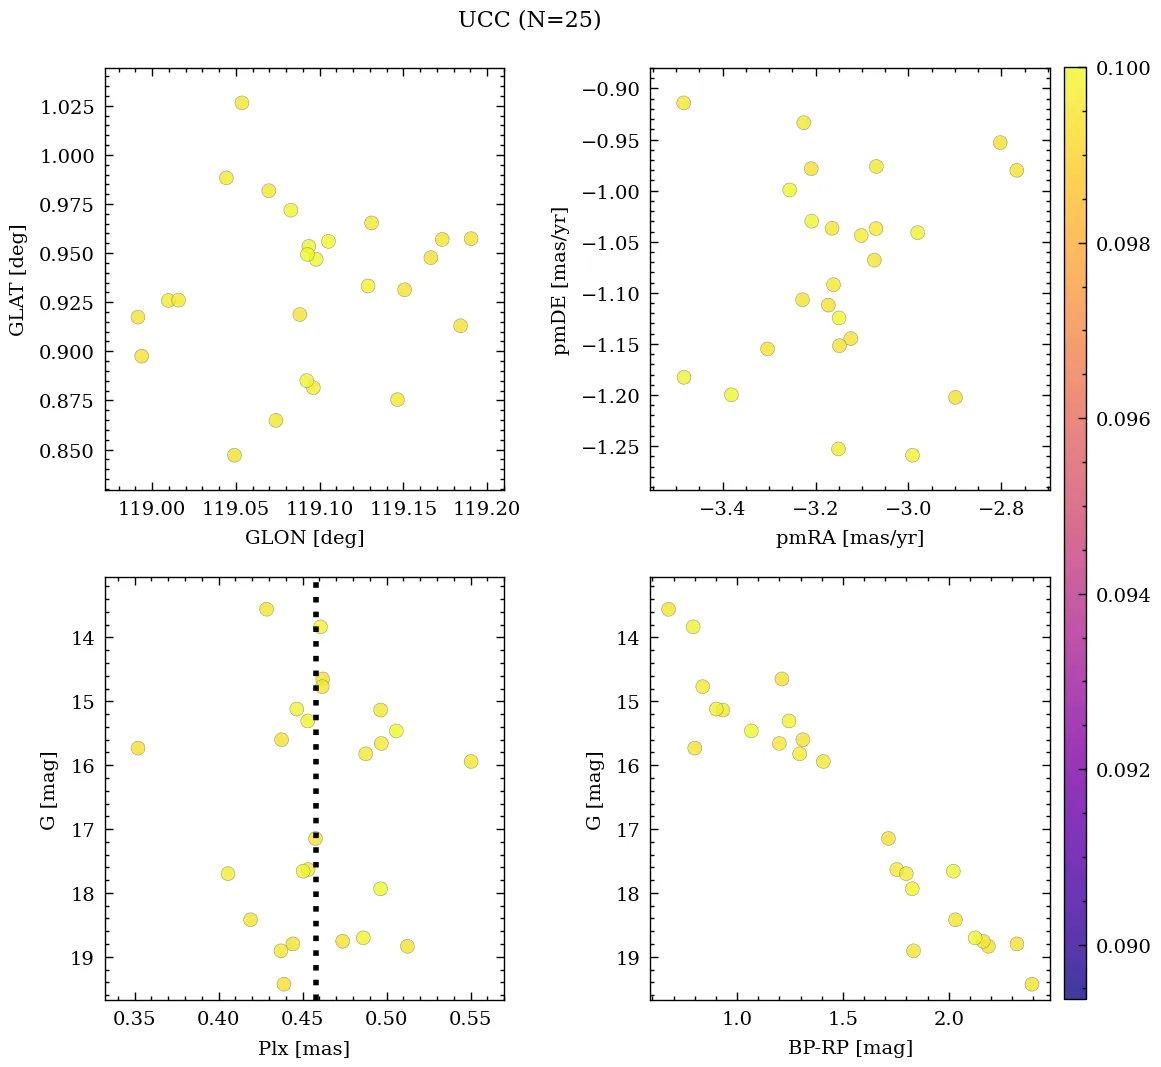 UCC (N=25)
1.025
1.000
0.975
0.950
0.925
0.900
0.875
0.850
GLAT [deg]
119.00 119.05 119.10 119.15 119.20
GLON [deg]
−0.90
−0.95
−1.00
−1.05
−1.10
−1.15
−1.20
−1.25
pmDE [mas/yr]
−3.4 −3.2 −3.0 −2.8
pmRA [mas/yr]
14
15
16
17
18
19
G [mag]
0.35 0.40 0.45 0.50 0.55
Plx [mas]
14
15
16
17
18
19
G [mag]
1.0 1.5 2.0
BP-RP [mag]
0.100
0.098
0.096
0.094
0.092
0.090